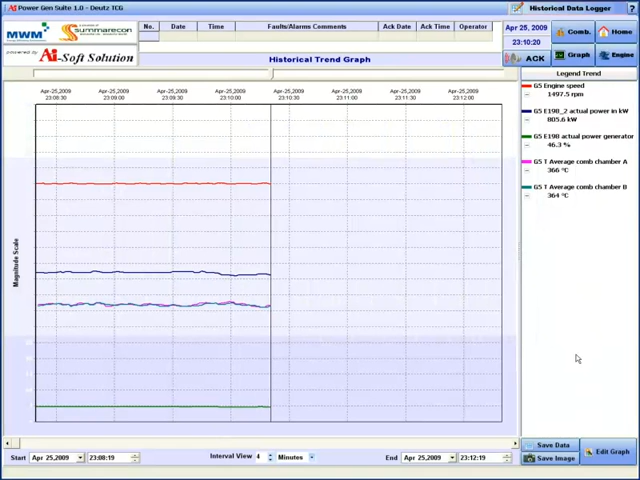 Power Gen Suite 1.0 - Deutz TCG
Historical Data Logger
?
MWM
summarecon
powered by
Ai-Soft Solution
No.
Date
Time
Faults/Alarms Comments
Ack Date
Ack Time
Operator
Apr 25, 2009
23:10:20
ACK
Comb.
Home
Graph
Engine
Historical Trend Graph
Legend Trend
Apr-25,2009
23:08:30
Apr-25,2009
23:09:00
Apr-25,2009
23:09:30
Apr-25,2009
23:10:00
Apr-25,2009
23:10:30
Apr-25,2009
23:11:00
Apr-25,2009
23:11:30
Apr-25,2009
23:12:00
Magnitude Scale
G5 Engine speed
1497.5 rpm
G5 E198_2 actual power in kW
805.6 kW
G5 E198 actual power generator
46.3 %
G5 T Average comb chamber A
366 °C
G5 T Average comb chamber B
364 °C
Start
Apr 25,2009
23:08:19
Interval View
4
Minutes
End
Apr 25,2009
23:12:19
Save Data
Save Image
Edit Graph